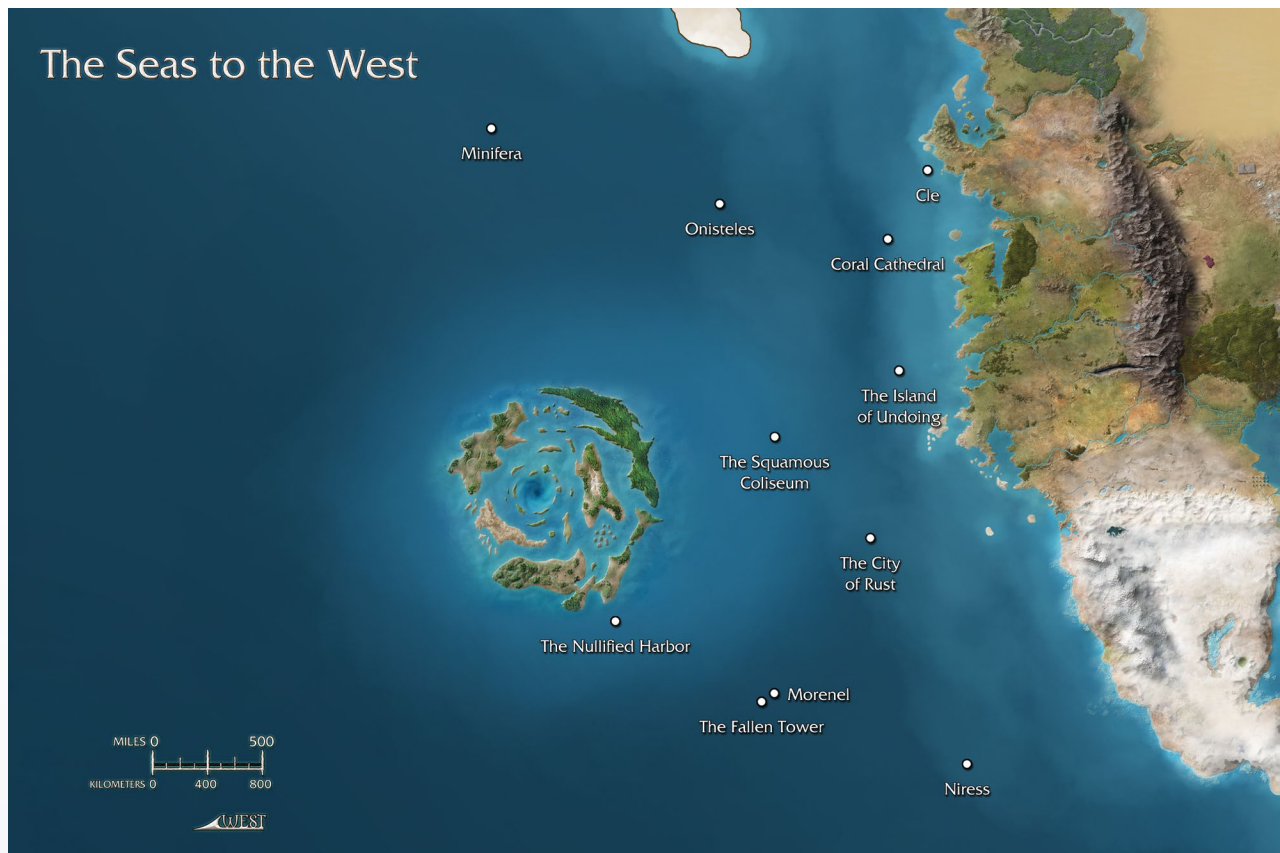 The Seas to the West
Minifera
Cle
Onisteles
Coral Cathedral
The Island
of Undoing
The Squamous
Coliseum
The City
of Rust
The Nullified Harbor
Morenel
The Fallen Tower
MILES 0 500
KILOMETERS 0 400 800
Niress
WEST